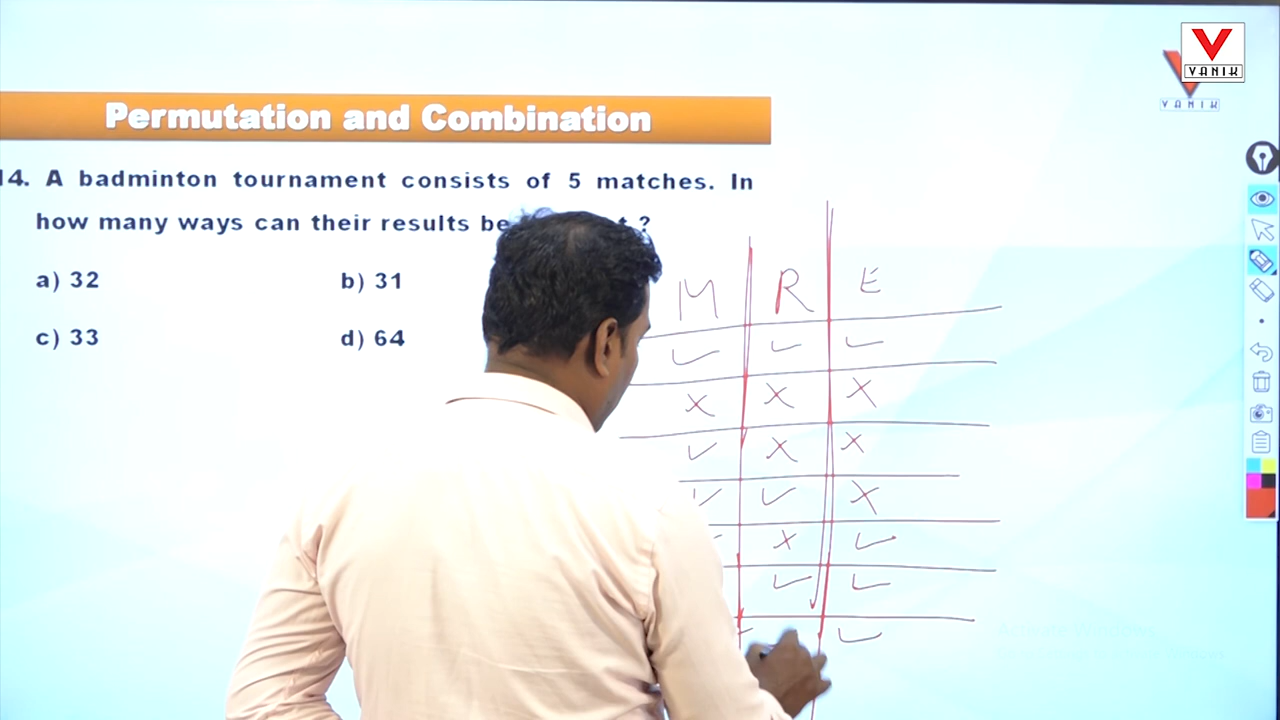 VANIK
VANIK
Permutation and Combination
14. A badminton tournament consists of 5 matches. In
how many ways can their results be t ?
a) 32 b) 31
c) 33 d) 64
M R E